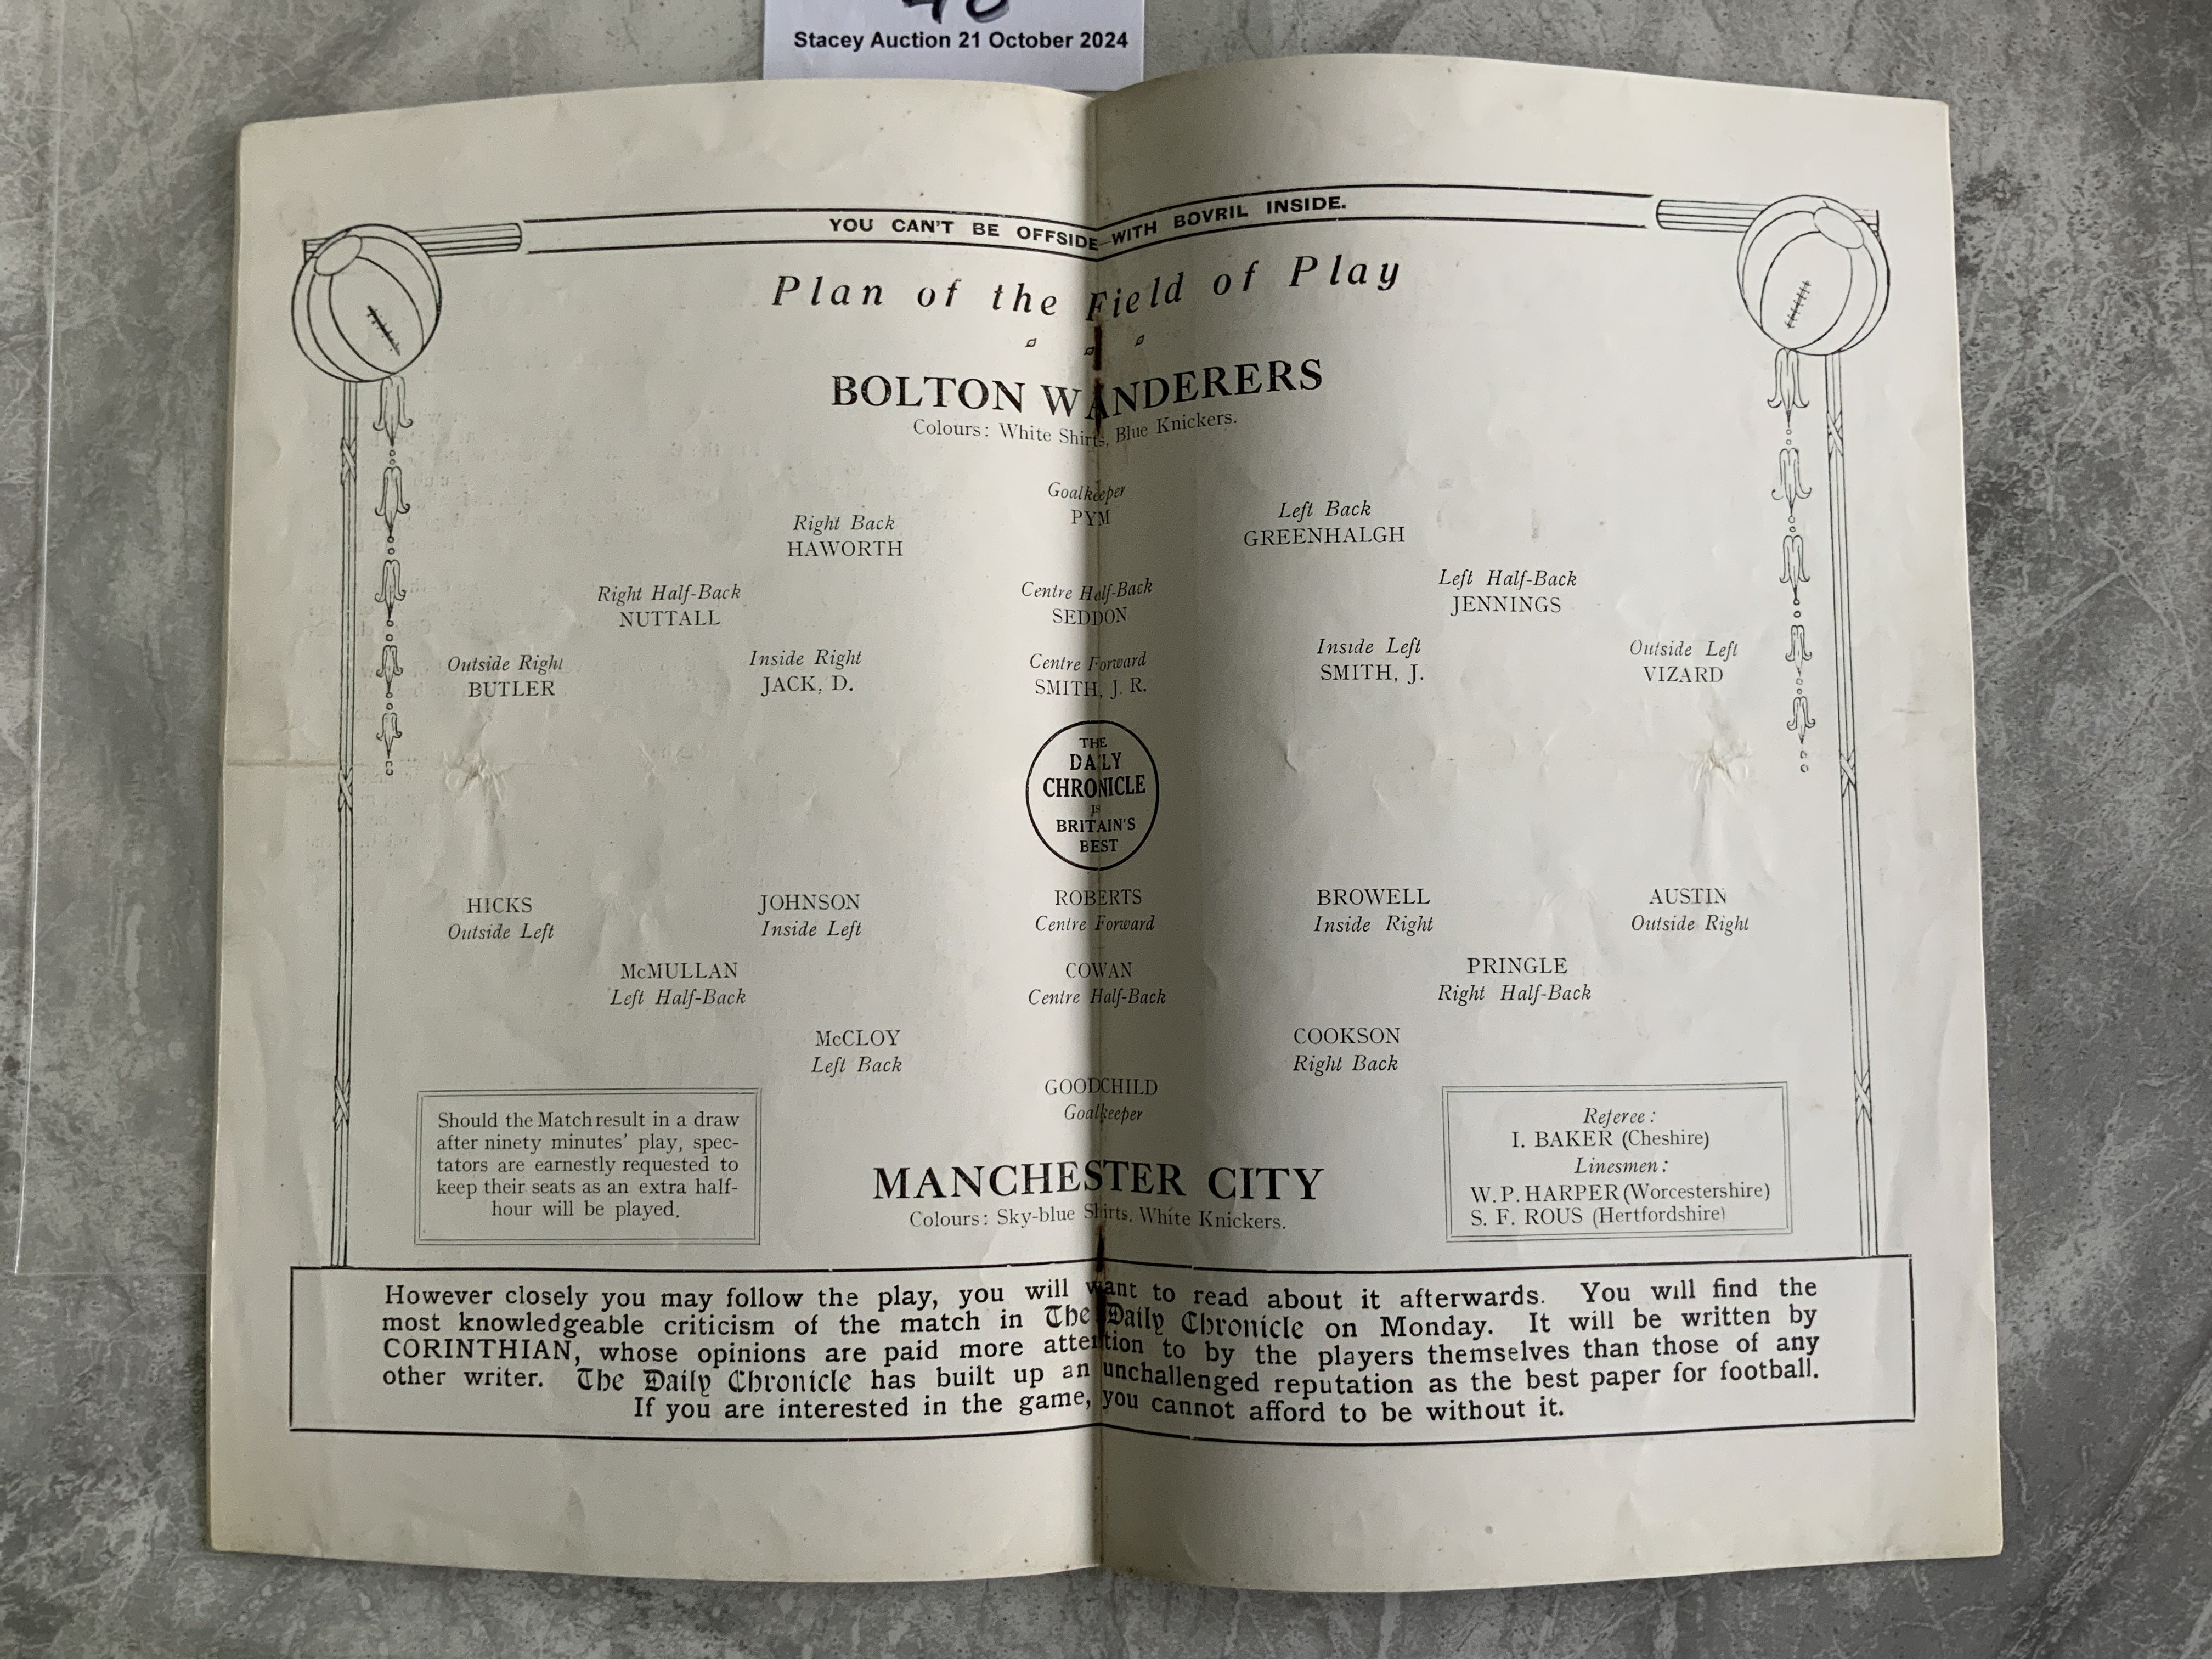 Stacey Auction 21 October 2024
YOU CAN'T BE OFFSIDE—WITH BOVRIL INSIDE.
Plan of the Field of Play
BOLTON WANDERERS
Colours: White Shirts, Blue Knickers.
Goalkeeper
PYM
Right Back
HAWORTH
Left Back
GREENHALGH
Right Half-Back
NUTTALL
Centre Half-Back
SEDDON
Left Half-Back
JENNINGS
Outside Right
BUTLER
Inside Right
JACK, D.
Centre Forward
SMITH, J. R.
Inside Left
SMITH, J.
Outside Left
VIZARD
THE
DAILY
CHRONICLE
IS
BRITAIN'S
BEST
HICKS
Outside Left
JOHNSON
Inside Left
ROBERTS
Centre Forward
BROWELL
Inside Right
AUSTIN
Outside Right
McMULLAN
Left Half-Back
COWAN
Centre Half-Back
PRINGLE
Right Half-Back
McCLOY
Left Back
COOKSON
Right Back
GOODCHILD
Goalkeeper
Should the Match result in a draw
after ninety minutes' play, spec-
tators are earnestly requested to
keep their seats as an extra half-
hour will be played.
MANCHESTER CITY
Colours: Sky-blue Shirts, White Knickers.
Referee:
I. BAKER (Cheshire)
Linesmen:
W. P. HARPER (Worcestershire)
S. F. ROUS (Hertfordshire)
However closely you may follow the play, you will want to read about it afterwards. You will find the
most knowledgeable criticism of the match in The Daily Chronicle on Monday. It will be written by
CORINTHIAN, whose opinions are paid more attention to by the players themselves than those of any
other writer. The Daily Chronicle has built up an unchallenged reputation as the best paper for football.
If you are interested in the game, you cannot afford to be without it.